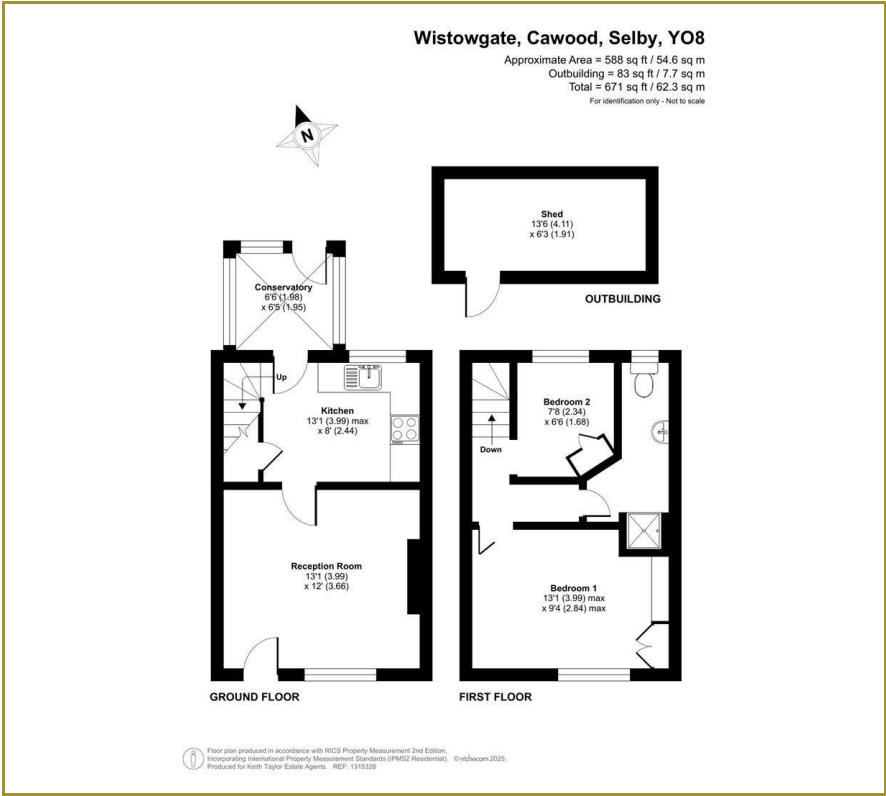 Wistowgate, Cawood, Selby, YO8
Approximate Area = 588 sq ft / 54.6 sq m
Outbuilding = 83 sq ft / 7.7 sq m
Total = 671 sq ft / 62.3 sq m
For identification only - Not to scale
N
Shed
13'6 (4.11)
x 6'3 (1.91)
OUTBUILDING
Conservatory
6'6 (1.98)
x 6'5 (1.95)
Up
Kitchen
13'1 (3.99) max
x 8' (2.44)
Reception Room
13'1 (3.99)
x 12' (3.66)
GROUND FLOOR
Bedroom 2
7'8 (2.34)
x 6'6 (1.68)
Down
Bedroom 1
13'1 (3.99) max
x 9'4 (2.84) max
FIRST FLOOR
Floor plan produced in accordance with RICS Property Measurement 2nd Edition,
Incorporating International Property Measurement Standards (IPMS2 Residential). © nichecom 2025.
Produced for Keith Taylor Estate Agents. REF: 1315328